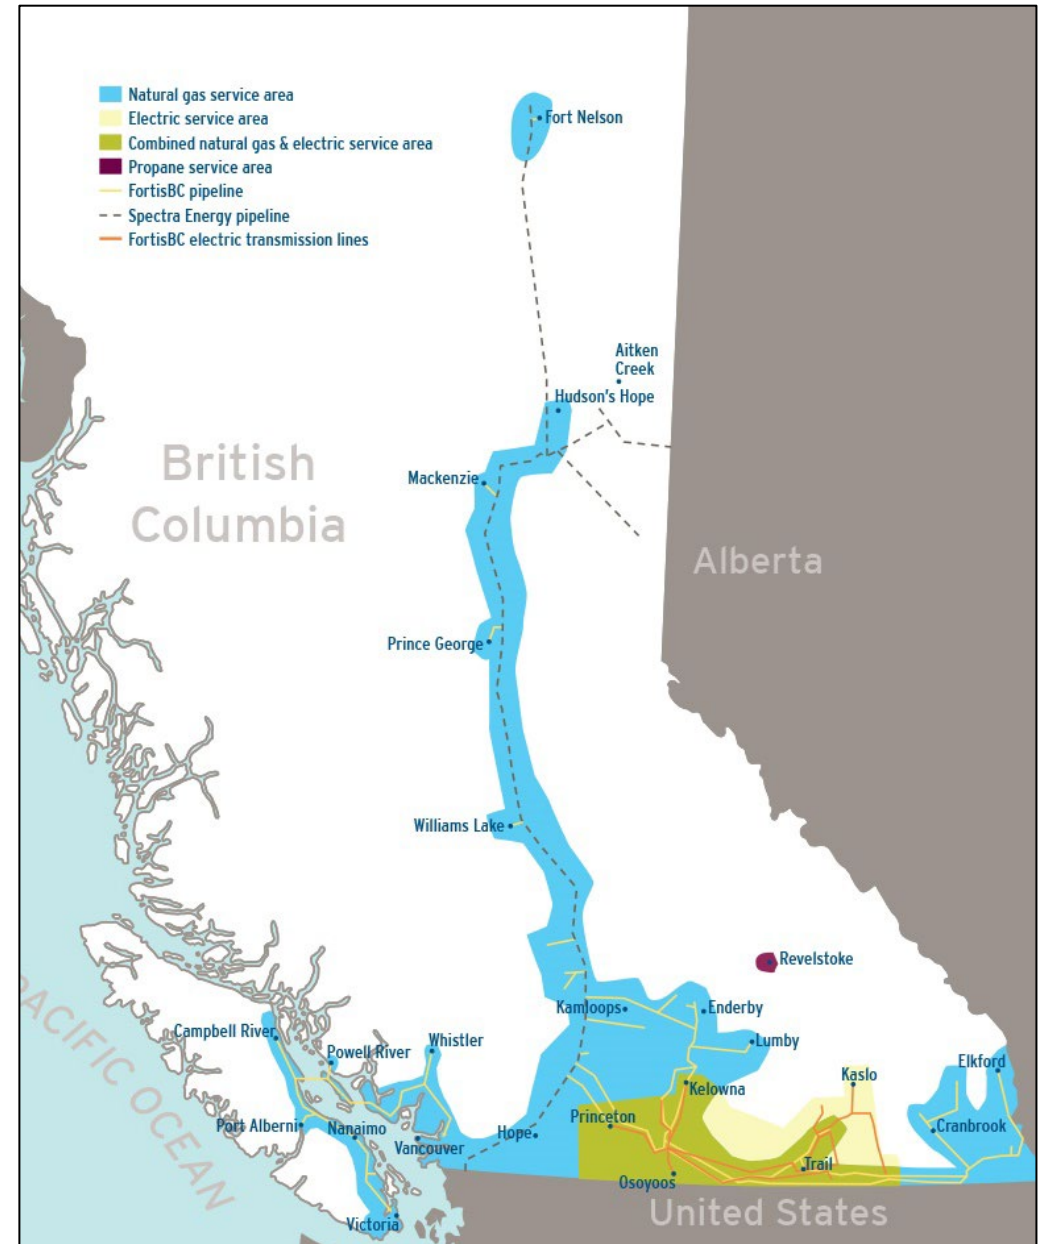 Natural gas service area
Electric service area
Combined natural gas & electric service area
Propane service area
FortisBC pipeline
Spectra Energy pipeline
FortisBC electric transmission lines
Fort Nelson
Aitken
Creek
Hudson's Hope
British
Columbia
Mackenzie
Alberta
Prince George
Williams Lake
Revelstoke
PACIFIC OCEAN
Kamloops
Enderby
Campbell River
Whistler
Lumby
Powell River
Elkford
Kaslo
Kelowna
Princeton
Port Alberni
Nanaimo
Hope
Cranbrook
Vancouver
Trail
Osoyoos
United States
Victoria